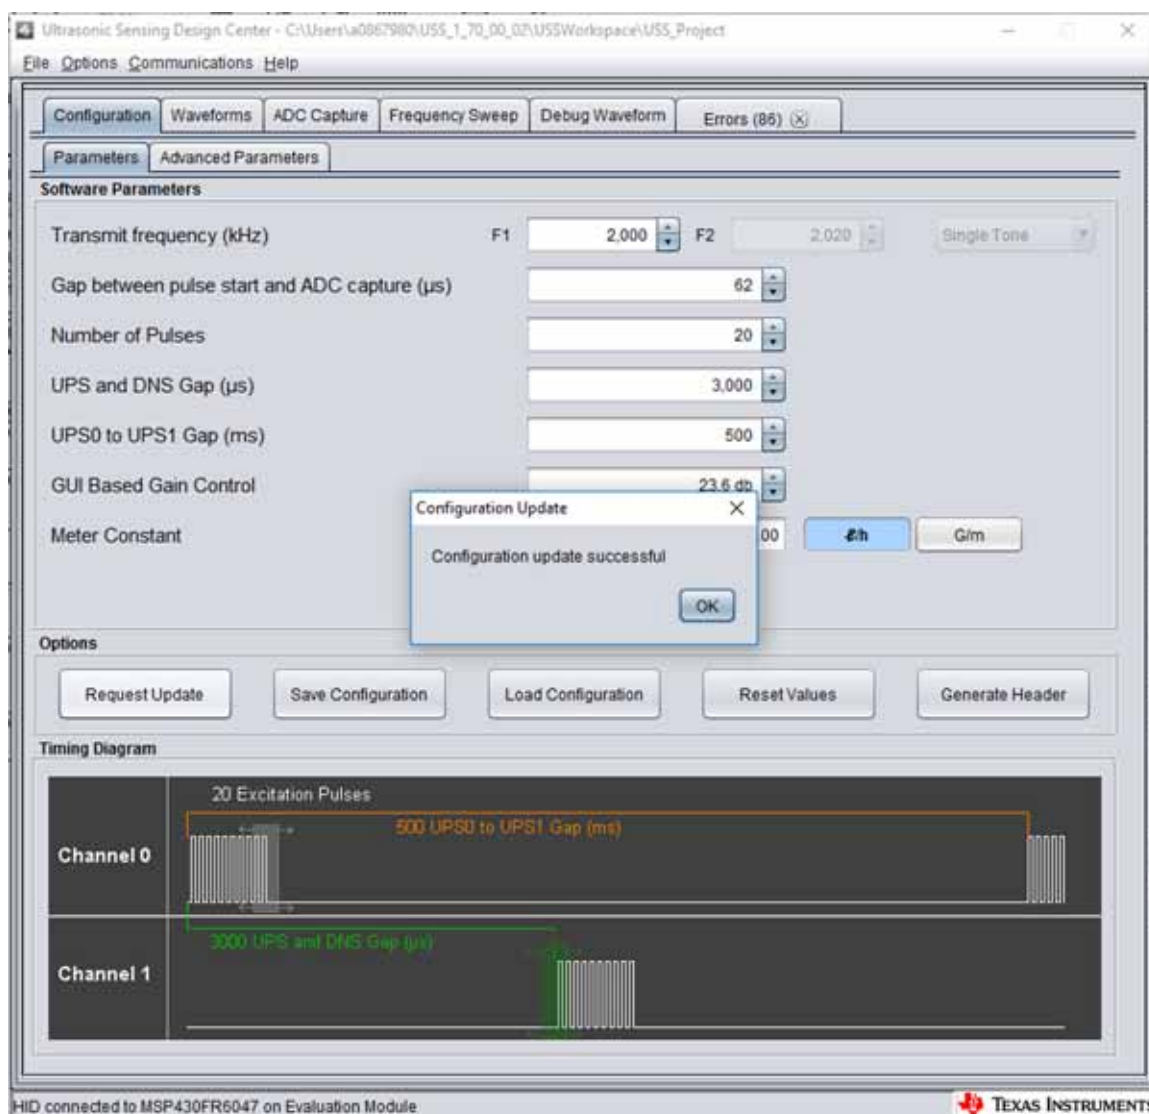 Ultrasonic Sensing Design Center - C:\Users\a0867980\USS_1_70_00_02\USSWorkspace\USS_Project
File Options Communications Help
Configuration Waveforms ADC Capture Frequency Sweep Debug Waveform Errors (86)
Parameters Advanced Parameters
Software Parameters
Transmit frequency (kHz) F1 2,000 F2 2,020 Single Tone
Gap between pulse start and ADC capture (µs) 62
Number of Pulses 20
UPS and DNS Gap (µs) 3,000
UPS0 to UPS1 Gap (ms) 500
GUI Based Gain Control 23.6 db
Configuration Update
Meter Constant 00 ℓ/h G/m
Configuration update successful
OK
Options
Request Update Save Configuration Load Configuration Reset Values Generate Header
Timing Diagram
20 Excitation Pulses
500 UPS0 to UPS1 Gap (ms)
Channel 0
3000 UPS and DNS Gap (µs)
Channel 1
HID connected to MSP430FR6047 on Evaluation Module
TEXAS INSTRUMENTS